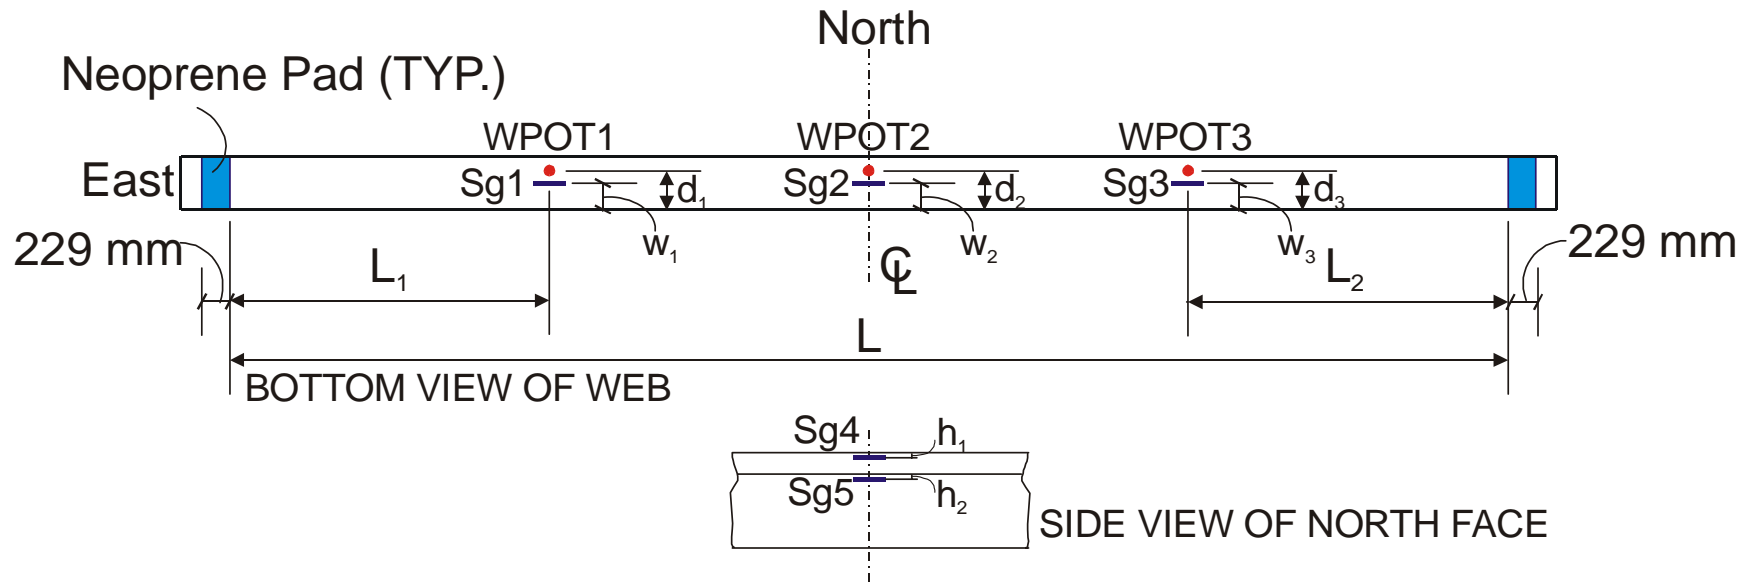 North
Neoprene Pad (TYP.)
WPOT1 WPOT2 WPOT3
East Sg1 d₁ Sg2 d₂ Sg3 d₃
w₁ w₂ w₃
229 mm L₁ ℄ L₂ 229 mm
L
BOTTOM VIEW OF WEB
Sg4 h₁
Sg5 h₂
SIDE VIEW OF NORTH FACE